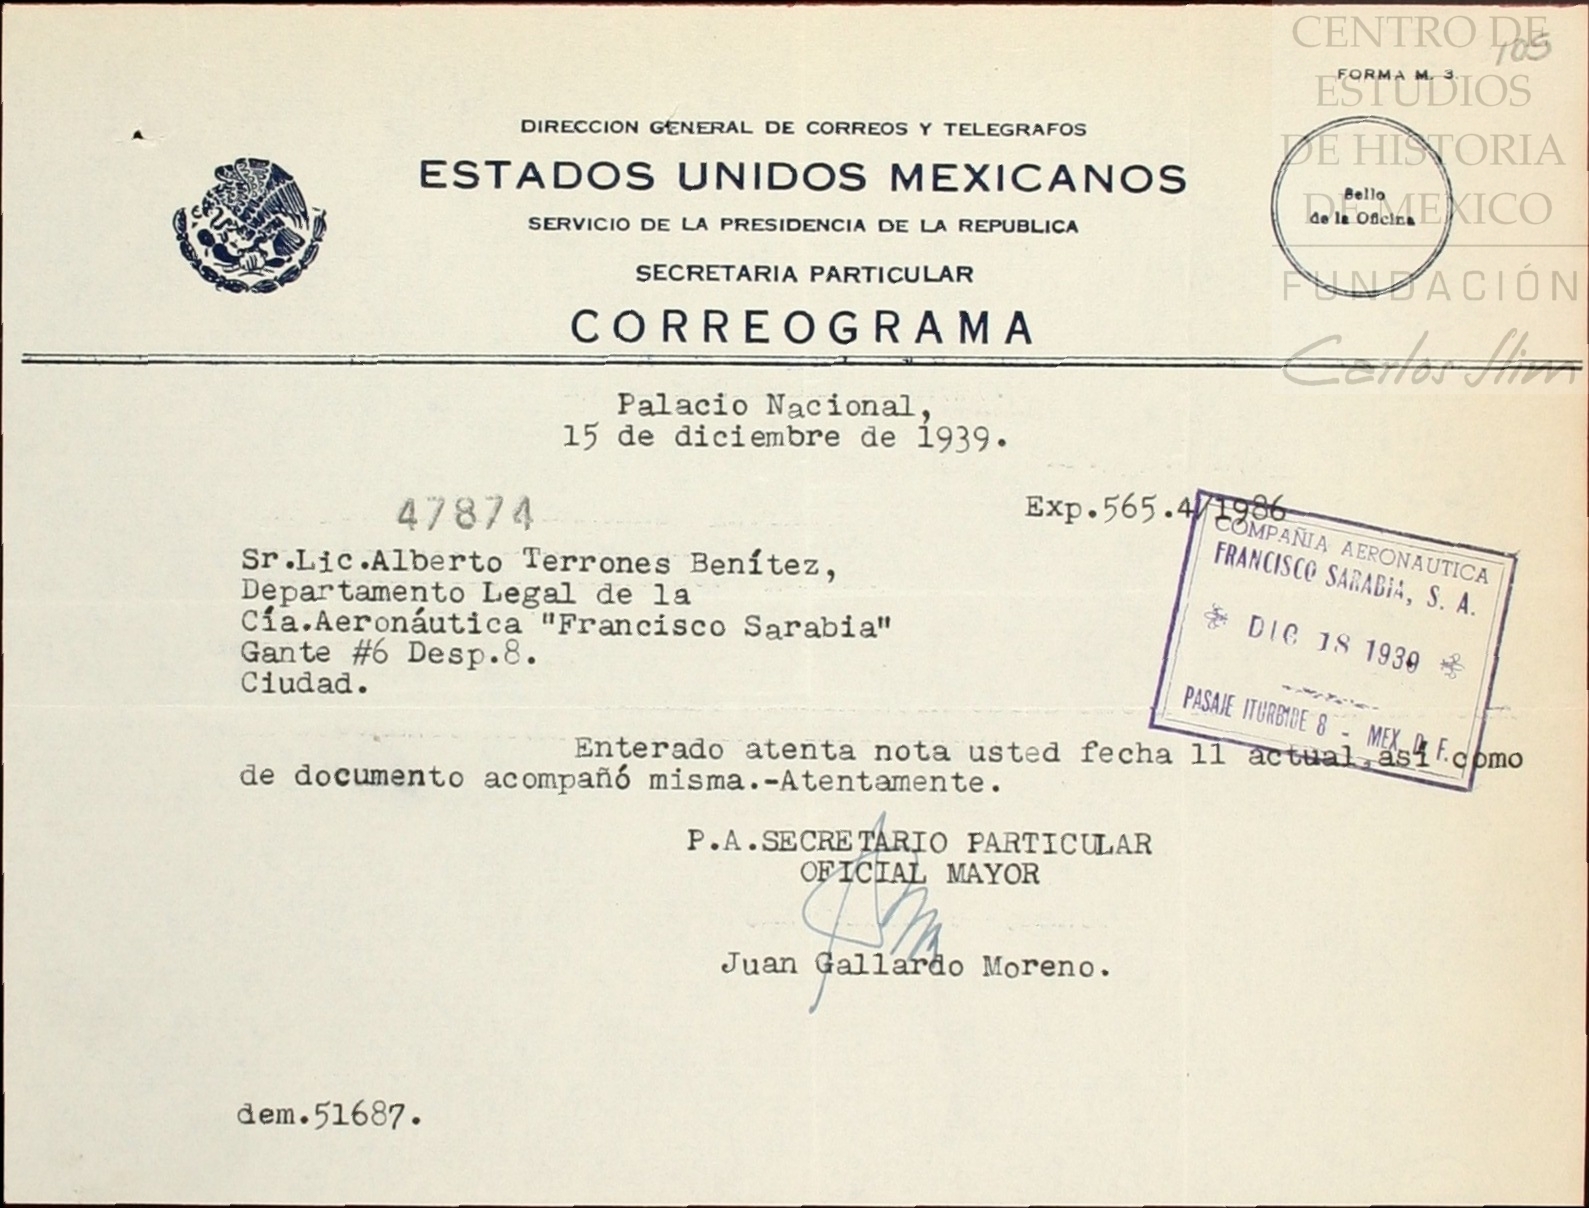 CENTRO DE
ESTUDIOS
DE HISTORIA
DE MEXICO
FUNDACIÓN
Carlos Slim
105
FORMA M. 3.
DIRECCION GENERAL DE CORREOS Y TELEGRAFOS
ESTADOS UNIDOS MEXICANOS
SERVICIO DE LA PRESIDENCIA DE LA REPUBLICA
SECRETARIA PARTICULAR
CORREOGRAMA
Sello
de la Oficina
Palacio Nacional,
15 de diciembre de 1939.
47874
Exp.565.4/1986
Sr.Lic.Alberto Terrones Benítez,
Departamento Legal de la
Cía.Aeronáutica "Francisco Sarabia"
Gante #6 Desp.8.
Ciudad.
COMPAÑIA AERONAUTICA
FRANCISCO SARABIA, S. A.
DIC 18 1939
PASAJE ITURBIDE 8 - MEX. D. F.
Enterado atenta nota usted fecha 11 actual,así como
de documento acompañó misma.-Atentamente.
P.A.SECRETARIO PARTICULAR
OFICIAL MAYOR
Juan Gallardo Moreno.
dem.51687.